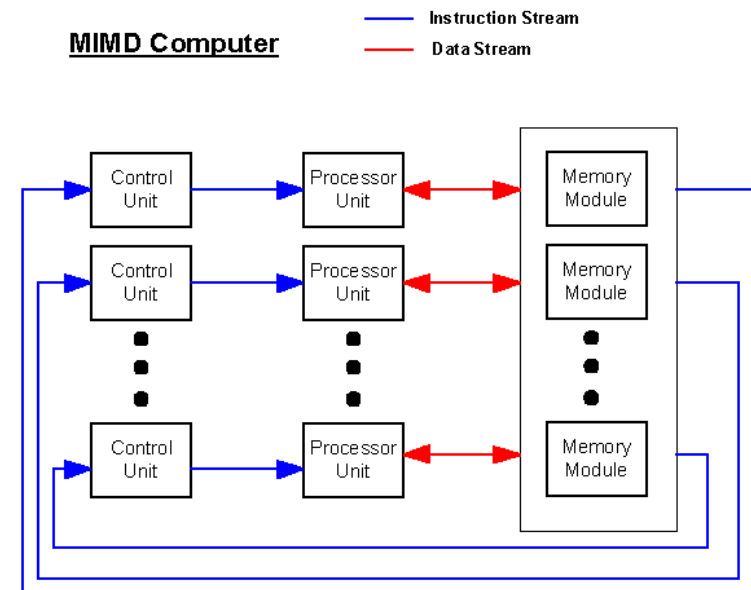 Instruction Stream
MIMD Computer
Data Stream
Control
Unit
Processor
Unit
Memory
Module
Control
Unit
Processor
Unit
Memory
Module
Control
Unit
Processor
Unit
Memory
Module